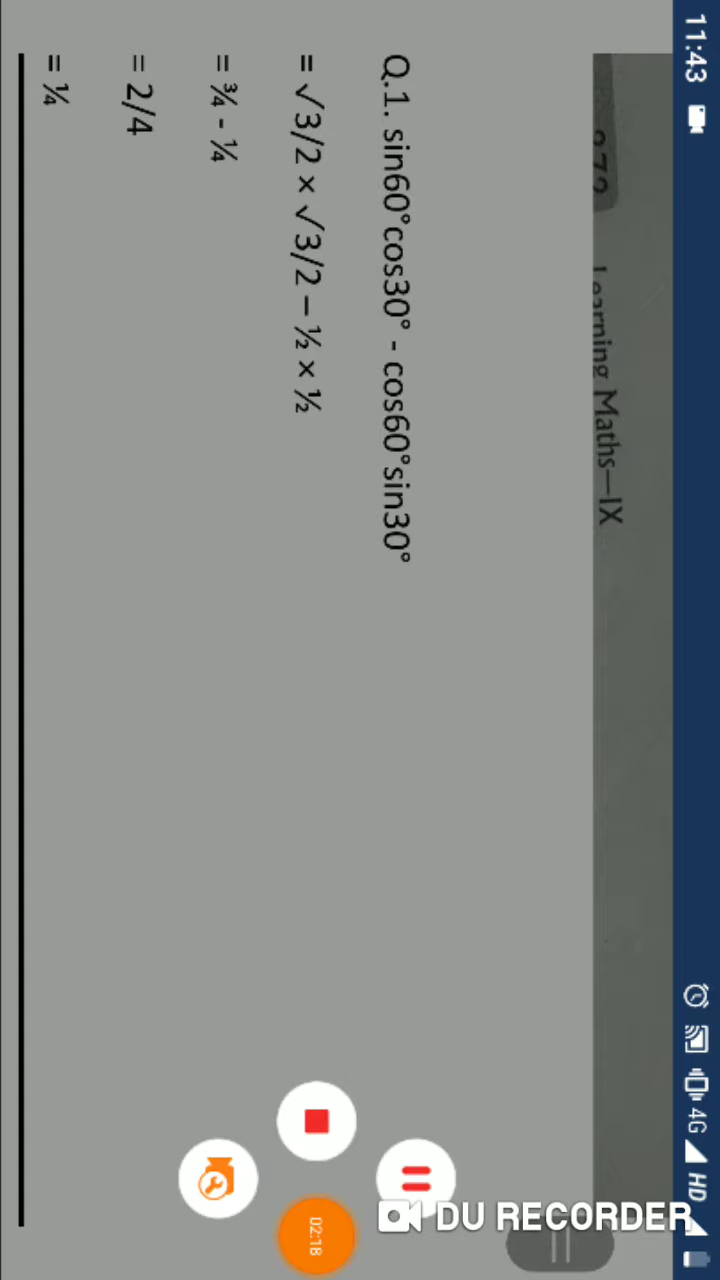 11:43 4G HD
272 Learning Maths—IX
Q.1. sin60°cos30° - cos60°sin30°
= √3/2 × √3/2 – ½ × ½
= ¾ - ¼
= 2/4
= ¼
02:18
DU RECORDER